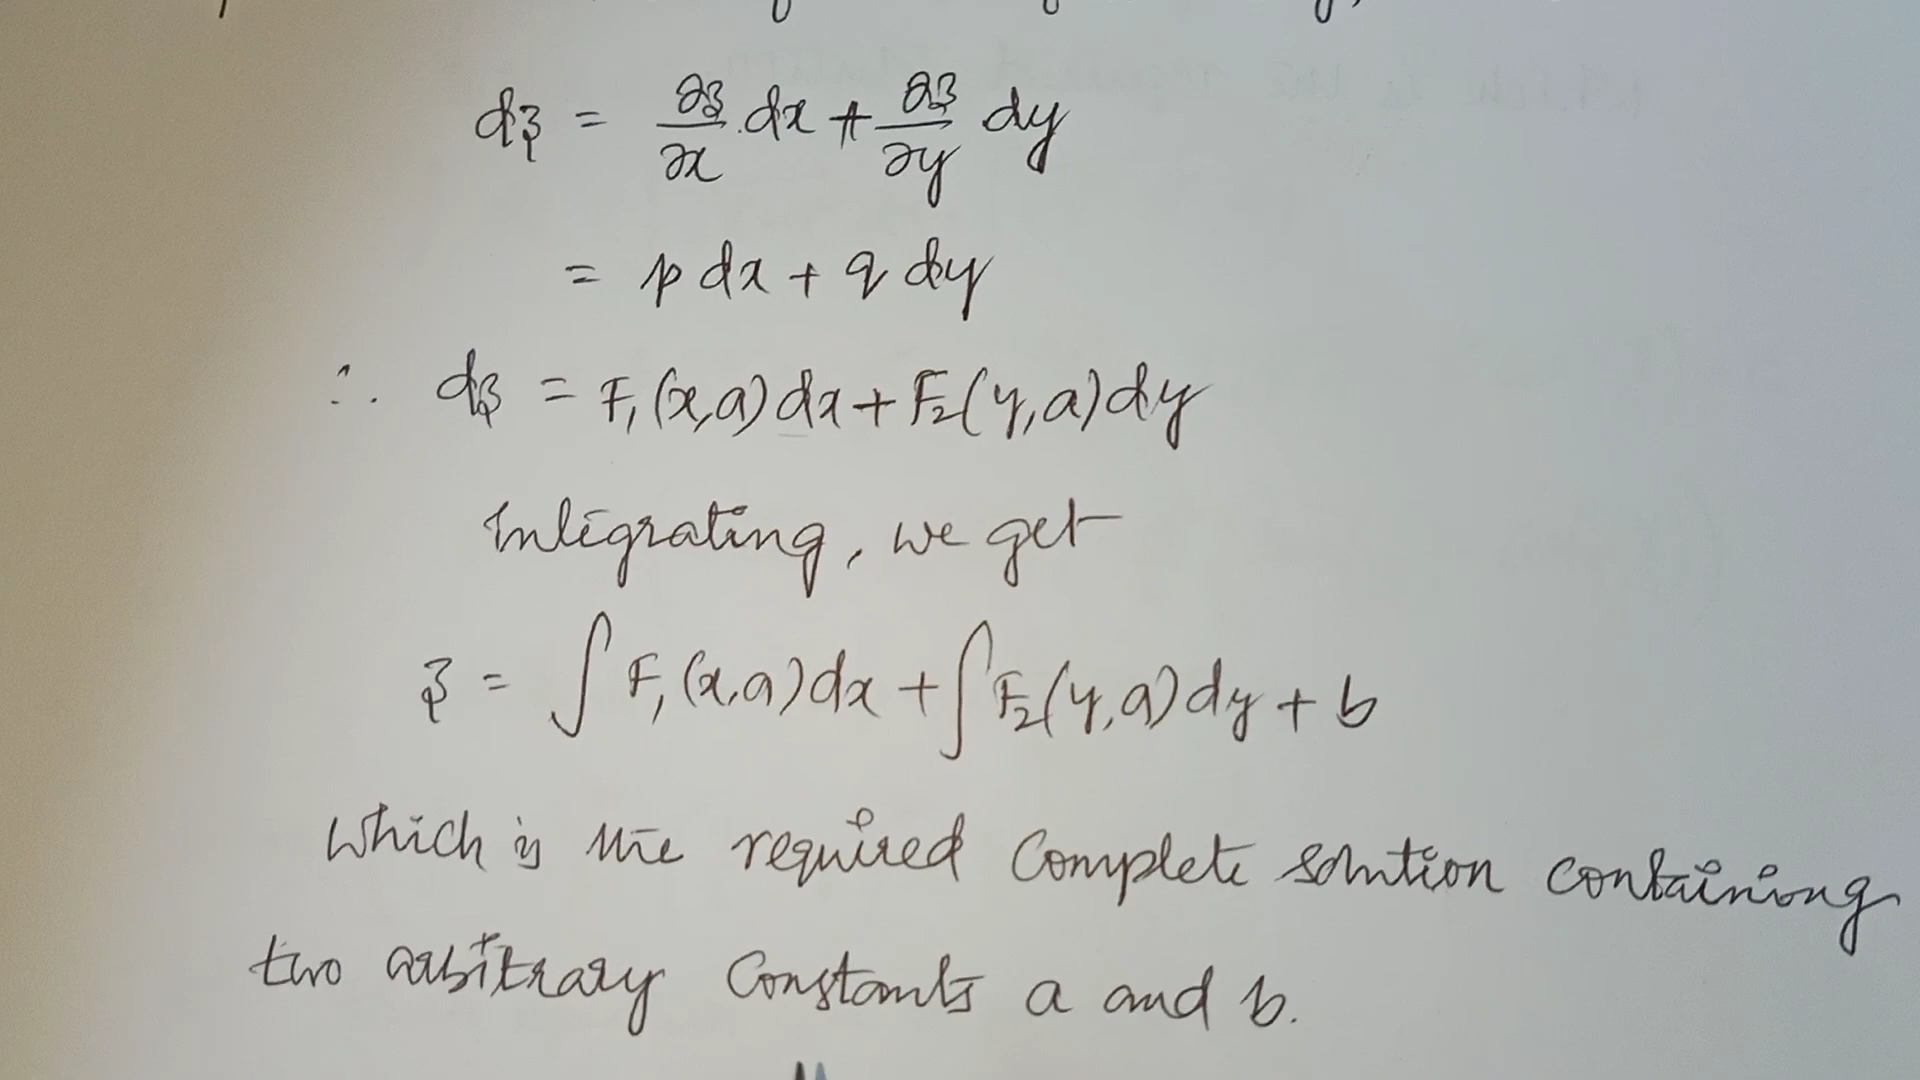 dz = ∂z/∂x dx + ∂z/∂y dy
= p dx + q dy
∴ dz = F₁(x,a) dx + F₂(y,a) dy
Integrating, we get
z = ∫ F₁(x,a) dx + ∫ F₂(y,a) dy + b
which is the required Complete solution containing
two arbitrary Constants a and b.